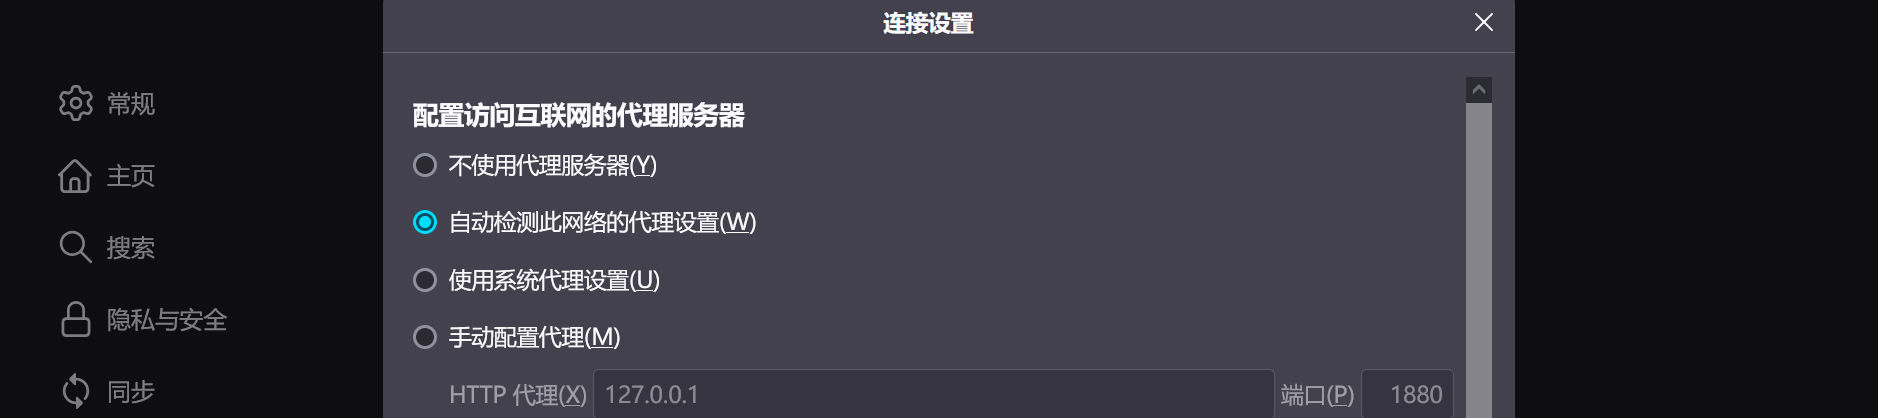 连接设置
常规
主页
搜索
隐私与安全
同步
配置访问互联网的代理服务器
不使用代理服务器(Y)
自动检测此网络的代理设置(W)
使用系统代理设置(U)
手动配置代理(M)
HTTP 代理(X) 127.0.0.1 端口(P) 1880